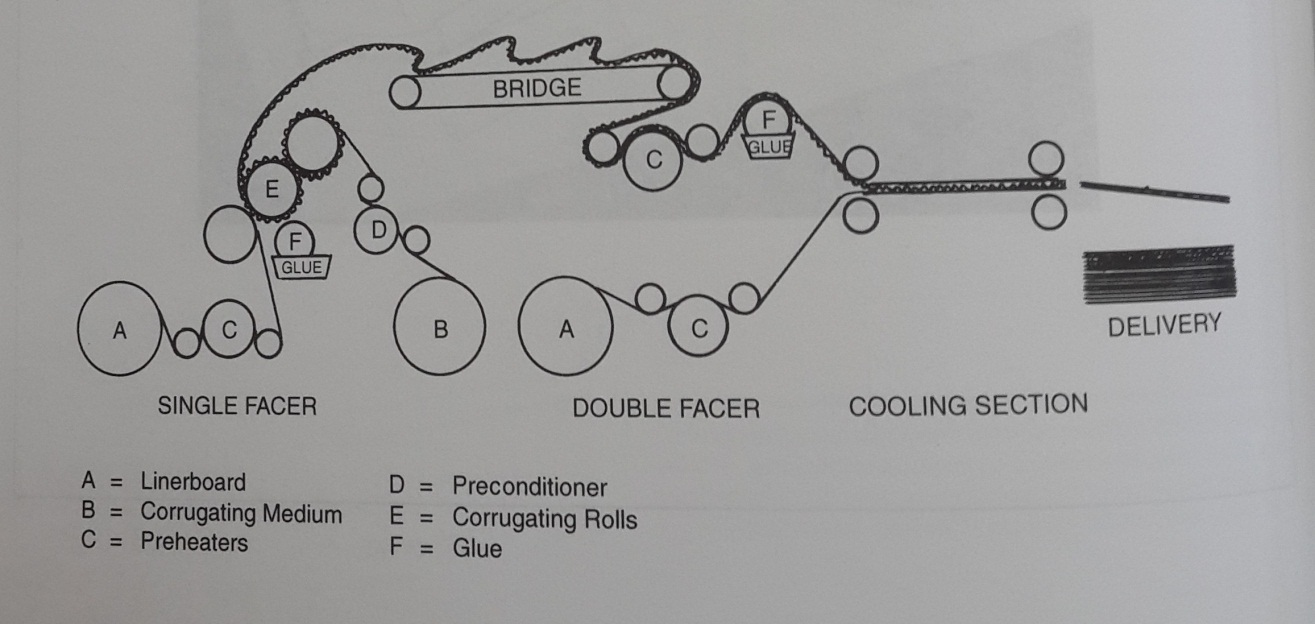 BRIDGE
F
GLUE
C
E
D
F
GLUE
A
C
B
A
C
DELIVERY
SINGLE FACER
DOUBLE FACER
COOLING SECTION
A = Linerboard
B = Corrugating Medium
C = Preheaters
D = Preconditioner
E = Corrugating Rolls
F = Glue